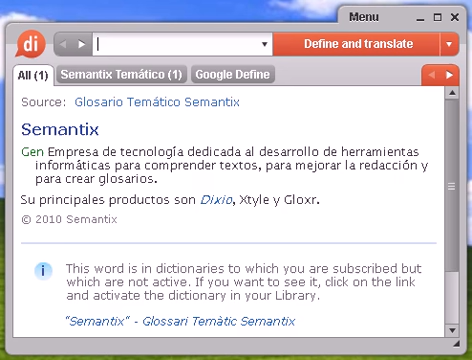 Menu
di
Define and translate
All (1)
Semantix Temático (1)
Google Define
Source: Glosario Temático Semantix
Semantix
Gen Empresa de tecnología dedicada al desarrollo de herramientas
informáticas para comprender textos, para mejorar la redacción y
para crear glosarios.
Su principales productos son Dixio, Xtyle y Gloxr.
© 2010 Semantix
i
This word is in dictionaries to which you are subscribed but
which are not active. If you want to see it, click on the link
and activate the dictionary in your Library.
"Semantix" - Glossari Temàtic Semantix